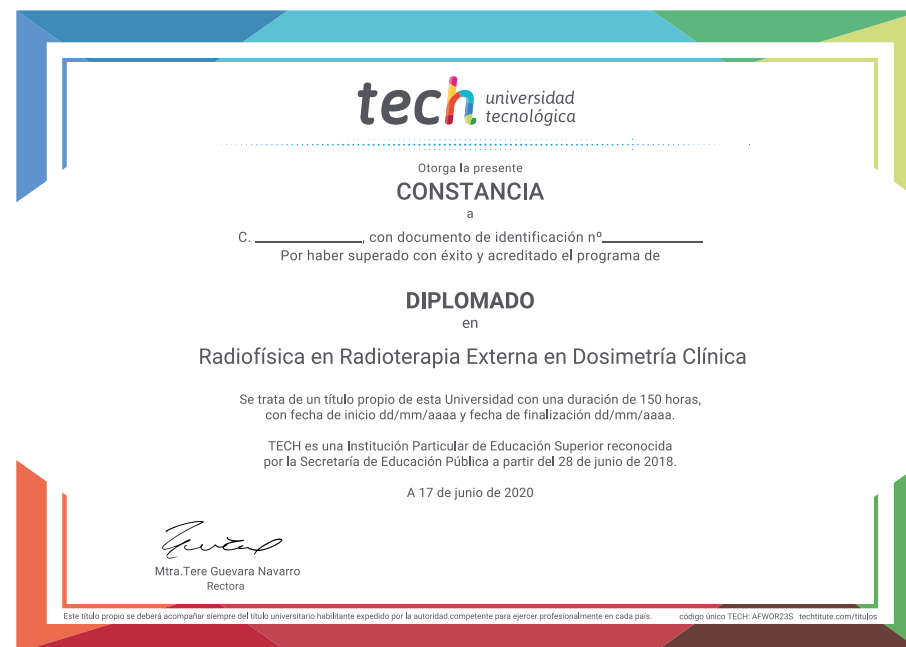 tech universidad
tecnológica
Otorga la presente
CONSTANCIA
a
C. ____________, con documento de identificación nº____________
Por haber superado con éxito y acreditado el programa de
DIPLOMADO
en
Radiofísica en Radioterapia Externa en Dosimetría Clínica
Se trata de un título propio de esta Universidad con una duración de 150 horas,
con fecha de inicio dd/mm/aaaa y fecha de finalización dd/mm/aaaa.
TECH es una Institución Particular de Educación Superior reconocida
por la Secretaría de Educación Pública a partir del 28 de junio de 2018.
A 17 de junio de 2020
Mtra.Tere Guevara Navarro
Rectora
Este título propio se deberá acompañar siempre del título universitario habilitante expedido por la autoridad competente para ejercer profesionalmente en cada país. código único TECH: AFWOR23S techtitute.com/titulos